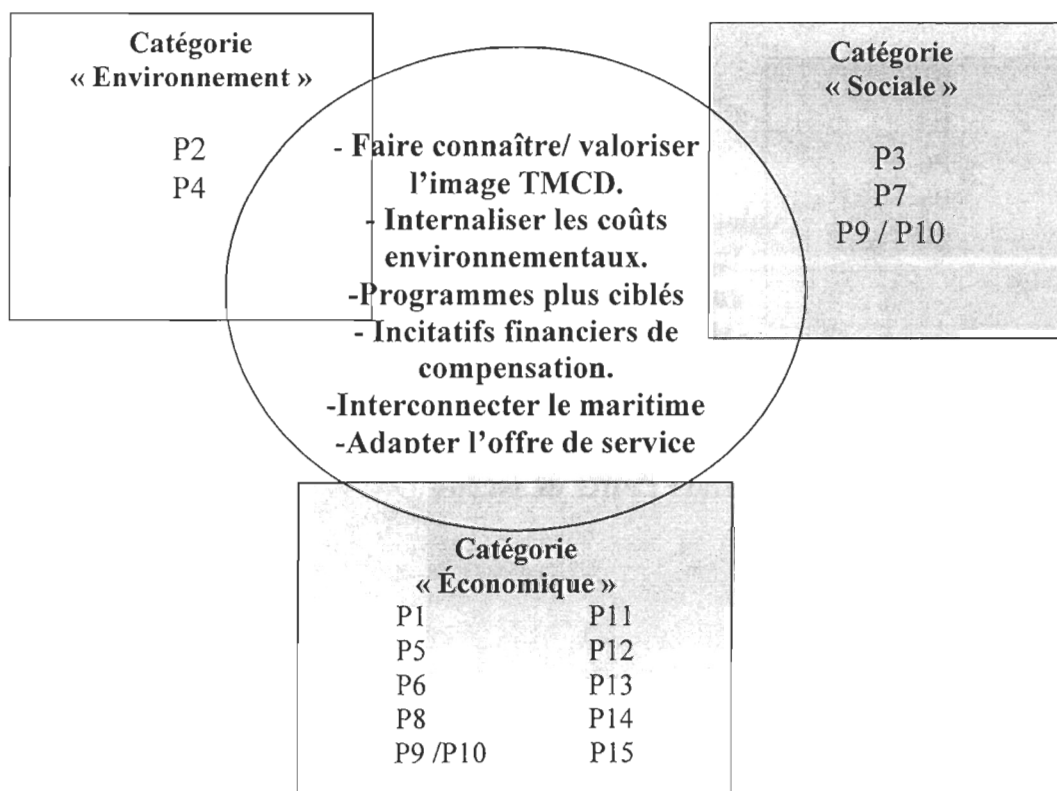 Catégorie
« Environnement »
P2
P4
- Faire connaître/ valoriser
l'image TMCD.
- Internaliser les coûts
environnementaux.
-Programmes plus ciblés
- Incitatifs financiers de
compensation.
-Interconnecter le maritime
-Adapter l'offre de service
Catégorie
« Sociale »
P3
P7
P9 / P10
Catégorie
« Économique »
P1 P11
P5 P12
P6 P13
P8 P14
P9 /P10 P15